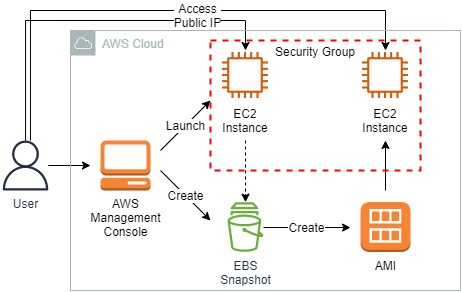 Access
Public IP
AWS Cloud
Security Group
EC2
Instance
EC2
Instance
Launch
User
AWS
Management
Console
Create
EBS
Snapshot
Create
AMI